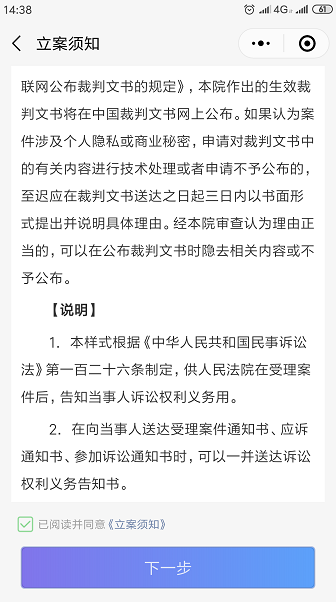 14:38 4G 61
立案须知
联网公布裁判文书的规定》，本院作出的生效裁
判文书将在中国裁判文书网上公布。如果认为案
件涉及个人隐私或商业秘密，申请对裁判文书中
的有关内容进行技术处理或者申请不予公布的，
至迟应在裁判文书送达之日起三日内以书面形
式提出并说明具体理由。经本院审查认为理由正
当的，可以在公布裁判文书时隐去相关内容或不
予公布。
【说明】
1．本样式根据《中华人民共和国民事诉讼
法》第一百二十六条制定，供人民法院在受理案
件后，告知当事人诉讼权利义务用。
2．在向当事人送达受理案件通知书、应诉
通知书、参加诉讼通知书时，可以一并送达诉讼
权利义务告知书。
已阅读并同意《立案须知》
下一步